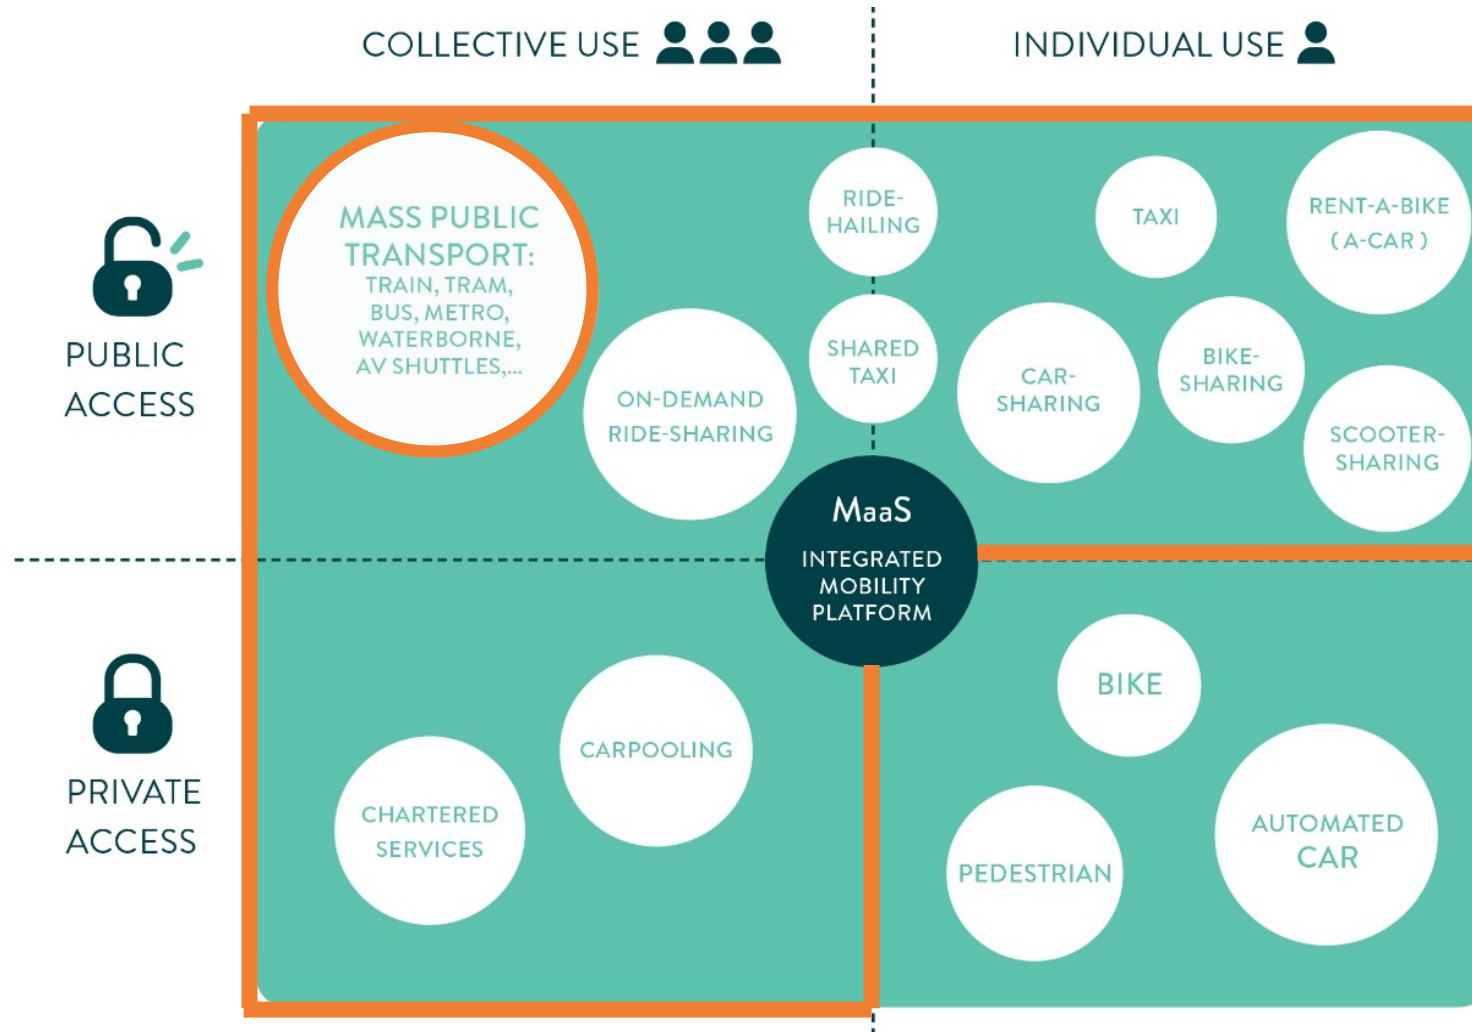 COLLECTIVE USE
INDIVIDUAL USE
PUBLIC
ACCESS
MASS PUBLIC
TRANSPORT:
TRAIN, TRAM,
BUS, METRO,
WATERBORNE,
AV SHUTTLES,...
ON-DEMAND
RIDE-SHARING
RIDE-
HAILING
SHARED
TAXI
TAXI
RENT-A-BIKE
( A-CAR )
CAR-
SHARING
BIKE-
SHARING
SCOOTER-
SHARING
MaaS
INTEGRATED
MOBILITY
PLATFORM
PRIVATE
ACCESS
CHARTERED
SERVICES
CARPOOLING
BIKE
PEDESTRIAN
AUTOMATED
CAR